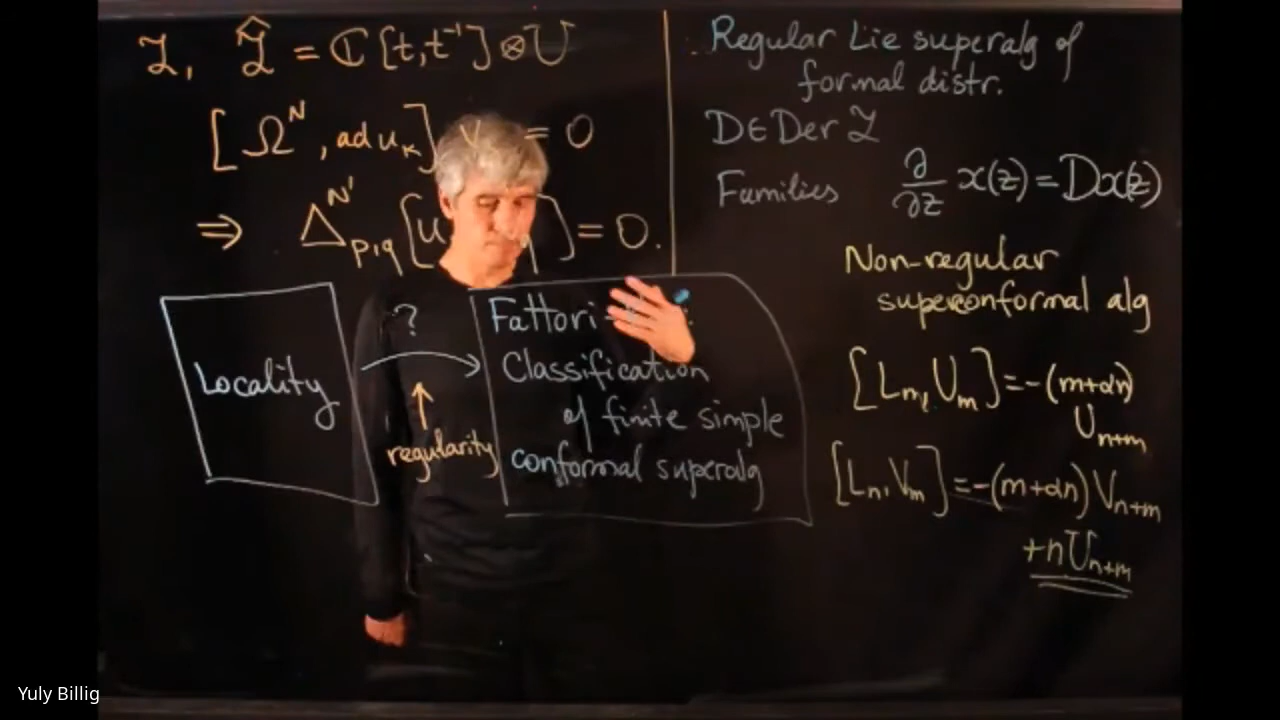 ℒ, ℒ̂ = ℂ[t,t⁻¹]⊗U
[Ω^N, ad u_k] v = 0
⇒ Δ^{N'}_{p,q} [u q] = 0.
Locality
?
↑
regularity
Fattori-
Classification
of finite simple
conformal superalg
Regular Lie superalg of
formal distr.
D∈Der ℒ
Families ∂/∂z x(z) = Dx(z)
Non-regular
superconformal alg
[L_n, U_m] = -(m+αn)
U_{n+m}
[L_n, V_m] = -(m+αn) V_{n+m}
+nU_{n+m}
Yuly Billig